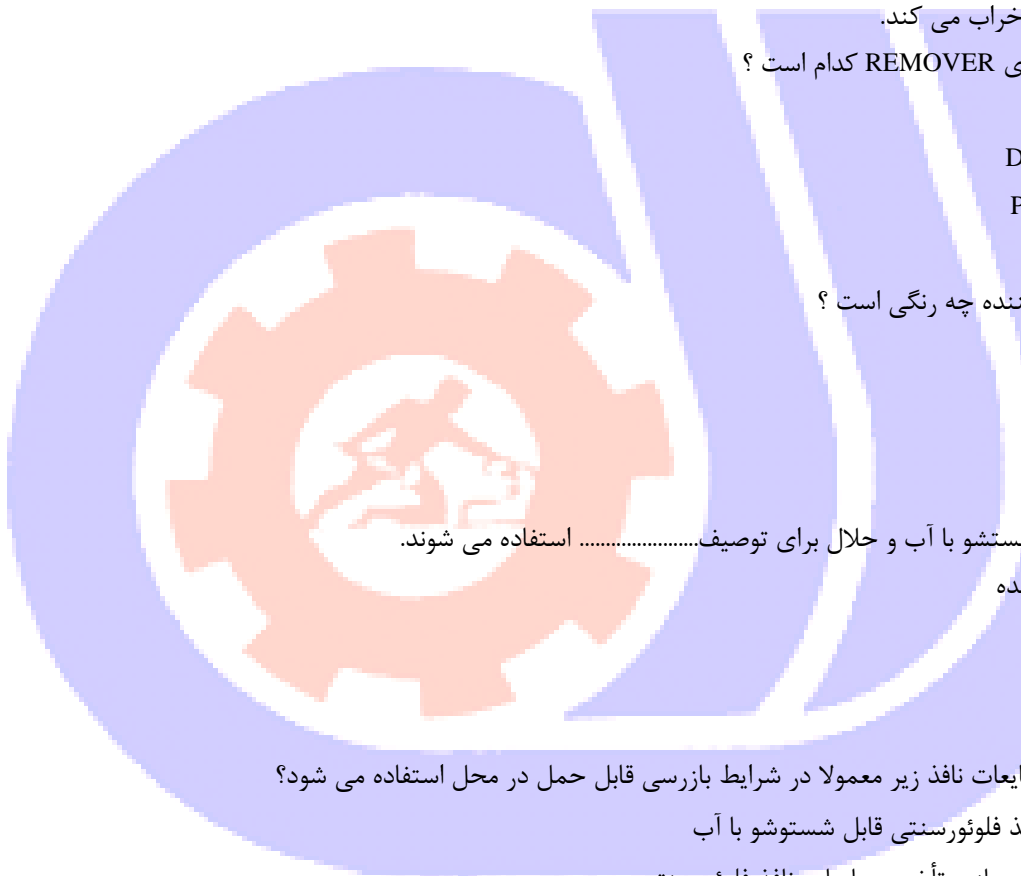 خراب می کند.
ی REMOVER کدام است ؟
D
P
ننده چه رنگی است ؟
ستشو با آب و حلال برای توصیف...................... استفاده می شوند.
ده
ایعات نافذ زیر معمولا در شرایط بازرسی قابل حمل در محل استفاده می شود؟
ذ فلوئورسنتی قابل شستوشو با آب